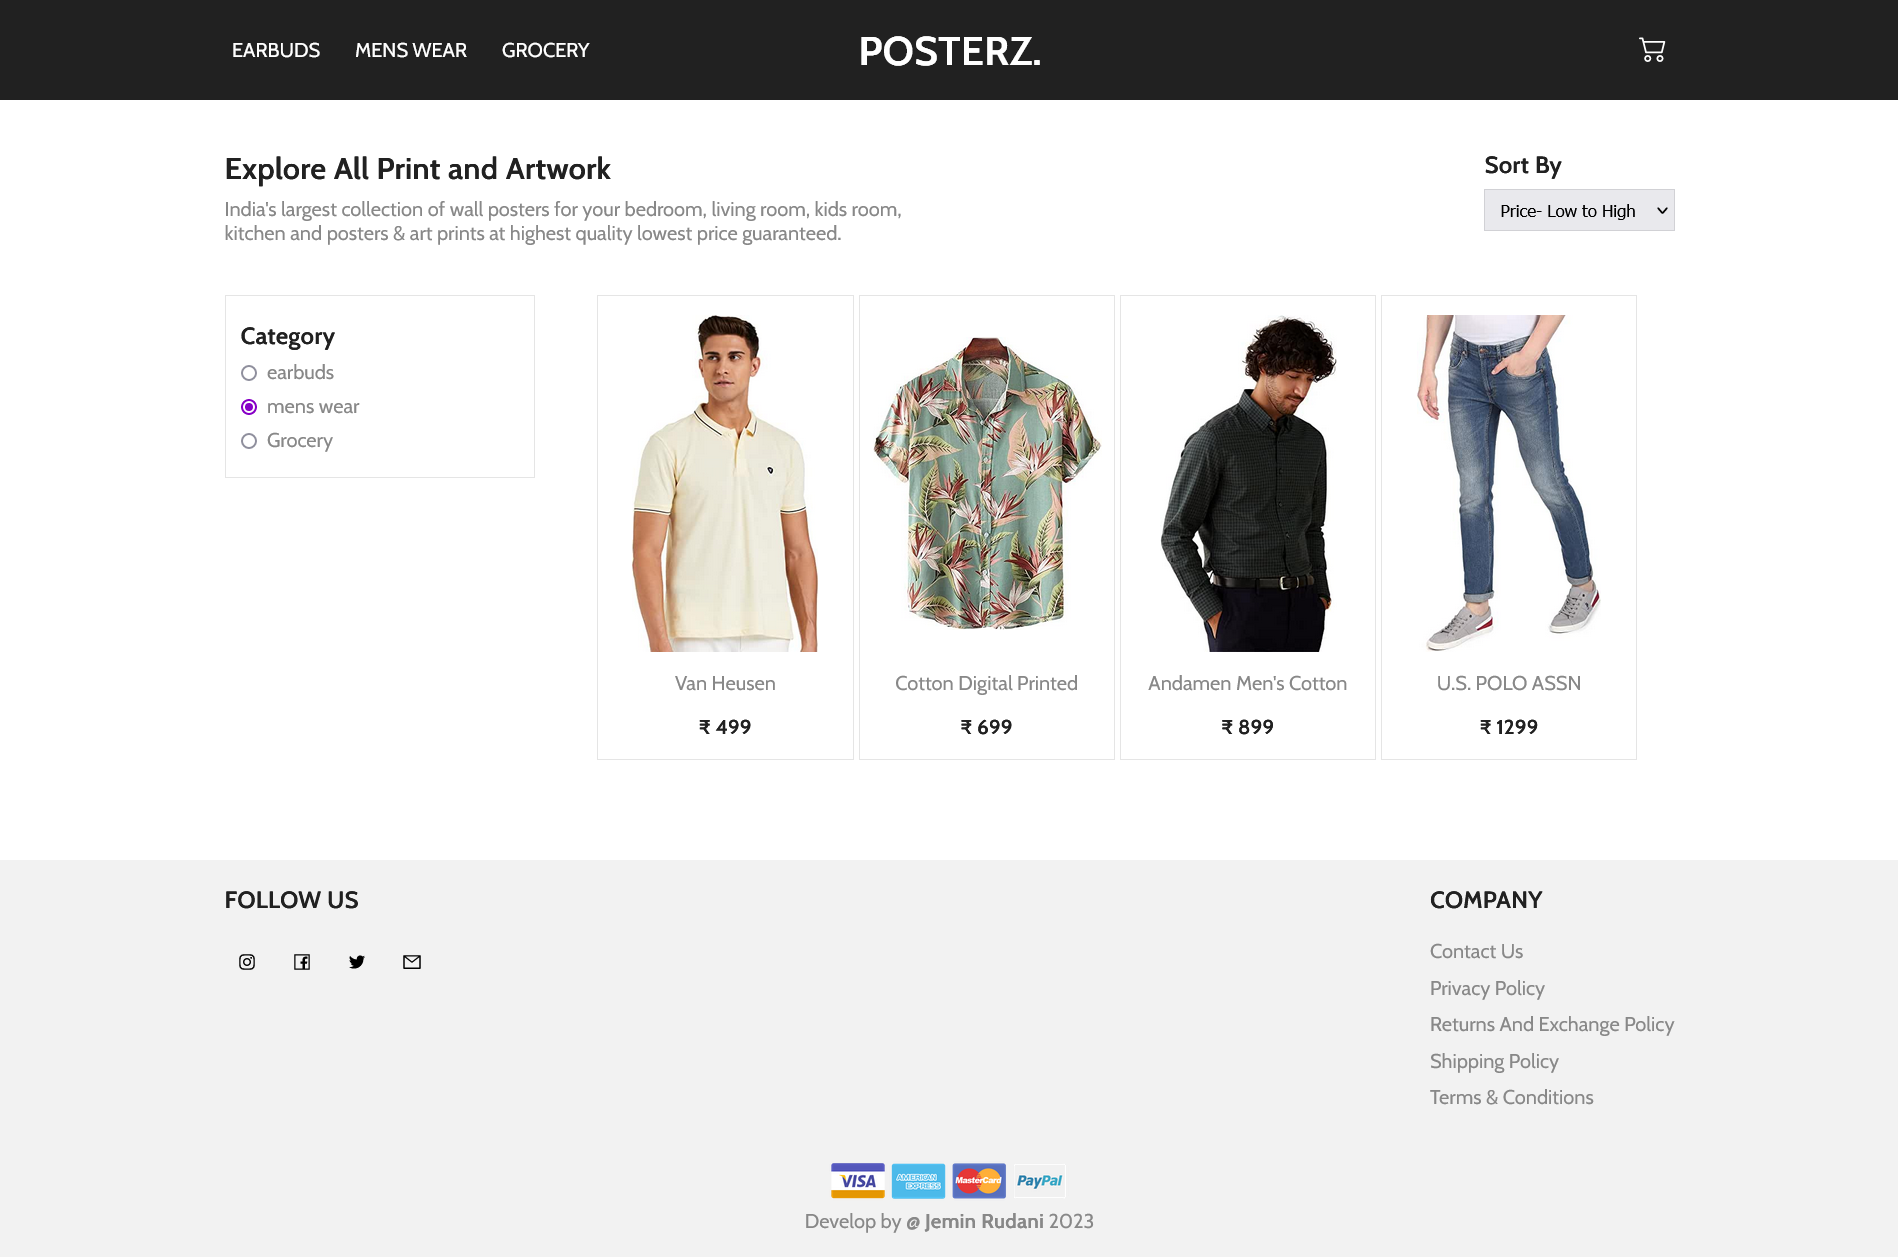 EARBUDS MENS WEAR GROCERY POSTERZ.
Explore All Print and Artwork
India's largest collection of wall posters for your bedroom, living room, kids room,
kitchen and posters & art prints at highest quality lowest price guaranteed.
Sort By
Price- Low to High
Category
earbuds
mens wear
Grocery
Van Heusen
₹ 499
Cotton Digital Printed
₹ 699
Andamen Men's Cotton
₹ 899
U.S. POLO ASSN
₹ 1299
FOLLOW US
COMPANY
Contact Us
Privacy Policy
Returns And Exchange Policy
Shipping Policy
Terms & Conditions
VISA AMERICAN EXPRESS MasterCard PayPal
Develop by @ Jemin Rudani 2023